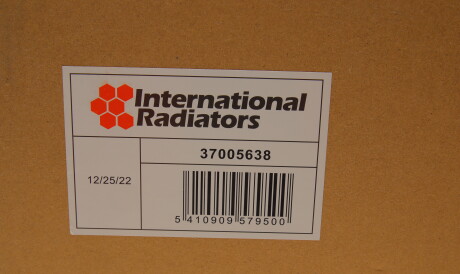 International
Radiators
37005638
12/25/22
5 410909 579500